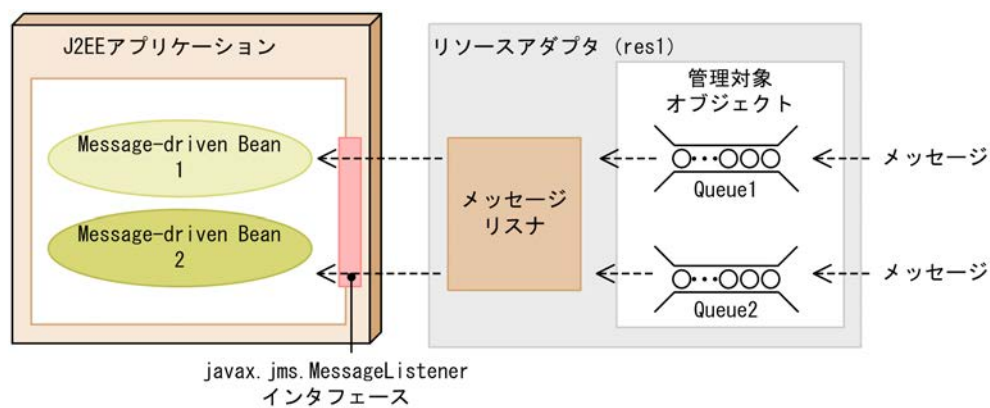 J2EEアプリケーション
Message-driven Bean
1
Message-driven Bean
2
javax.jms.MessageListener
インタフェース
リソースアダプタ (res1)
メッセージ
リスナ
管理対象
オブジェクト
Queue1
Queue2
メッセージ
メッセージ